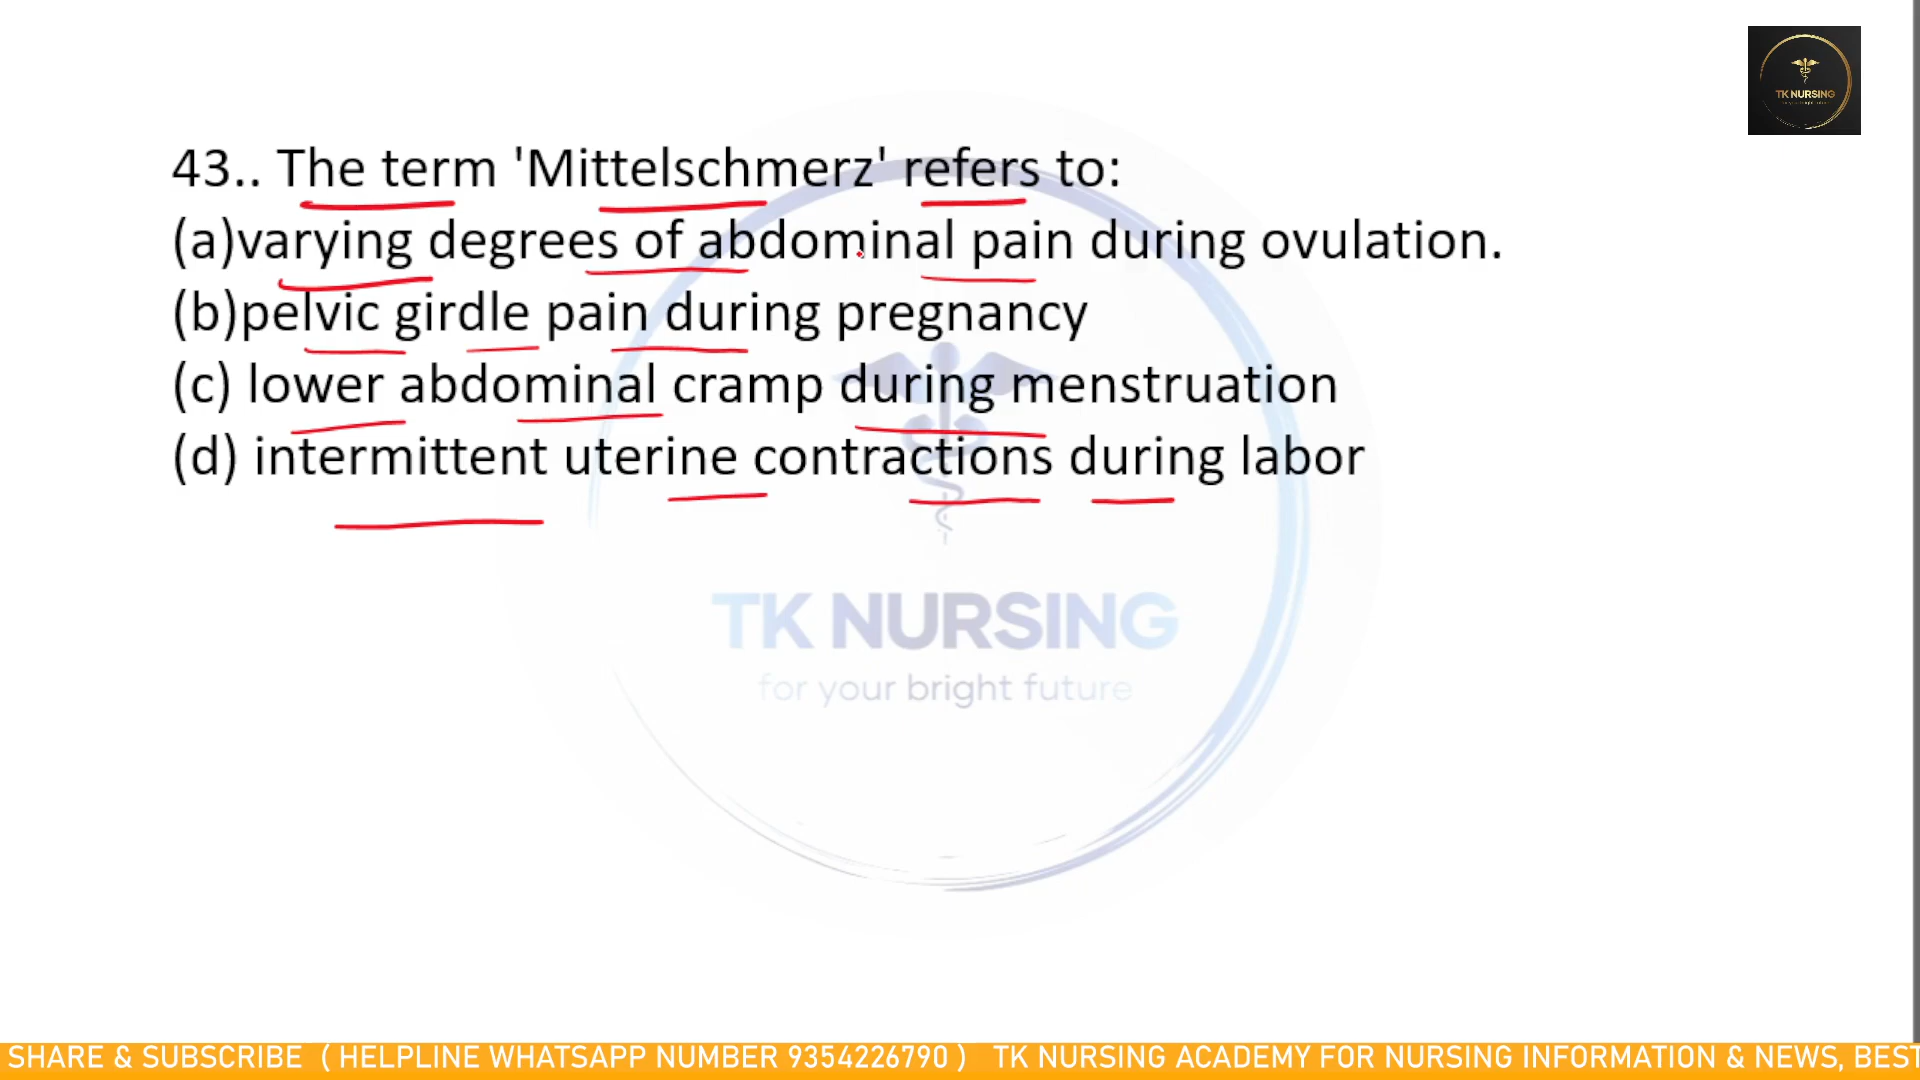 TK NURSING
43.. The term 'Mittelschmerz' refers to:
(a)varying degrees of abdominal pain during ovulation.
(b)pelvic girdle pain during pregnancy
(c) lower abdominal cramp during menstruation
(d) intermittent uterine contractions during labor
TK NURSING
for your bright future
SHARE & SUBSCRIBE ( HELPLINE WHATSAPP NUMBER 9354226790 ) TK NURSING ACADEMY FOR NURSING INFORMATION & NEWS, BEST